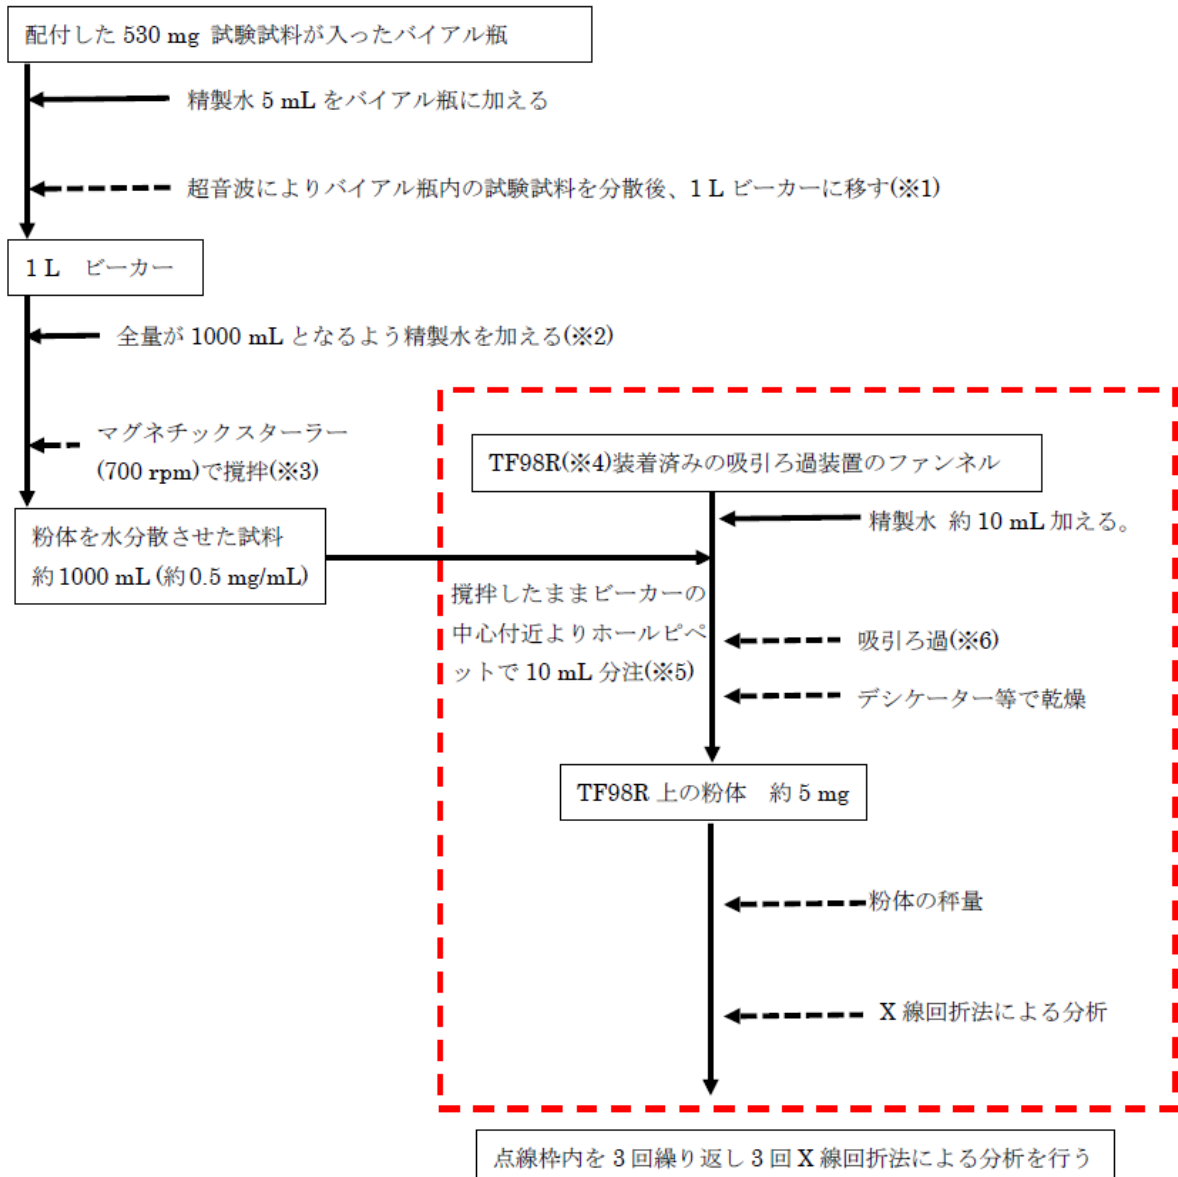 配付した 530 mg 試験試料が入ったバイアル瓶
精製水 5 mL をバイアル瓶に加える
超音波によりバイアル瓶内の試験試料を分散後、1 L ビーカーに移す(※1)
1 L　ビーカー
全量が 1000 mL となるよう精製水を加える(※2)
マグネチックスターラー
(700 rpm)で撹拌(※3)
粉体を水分散させた試料
約 1000 mL (約 0.5 mg/mL)
TF98R(※4)装着済みの吸引ろ過装置のファンネル
精製水 約 10 mL 加える。
撹拌したままビーカーの
中心付近よりホールピペ
ットで 10 mL 分注(※5)
吸引ろ過(※6)
デシケーター等で乾燥
TF98R 上の粉体　約 5 mg
粉体の秤量
X 線回折法による分析
点線枠内を 3 回繰り返し 3 回 X 線回折法による分析を行う